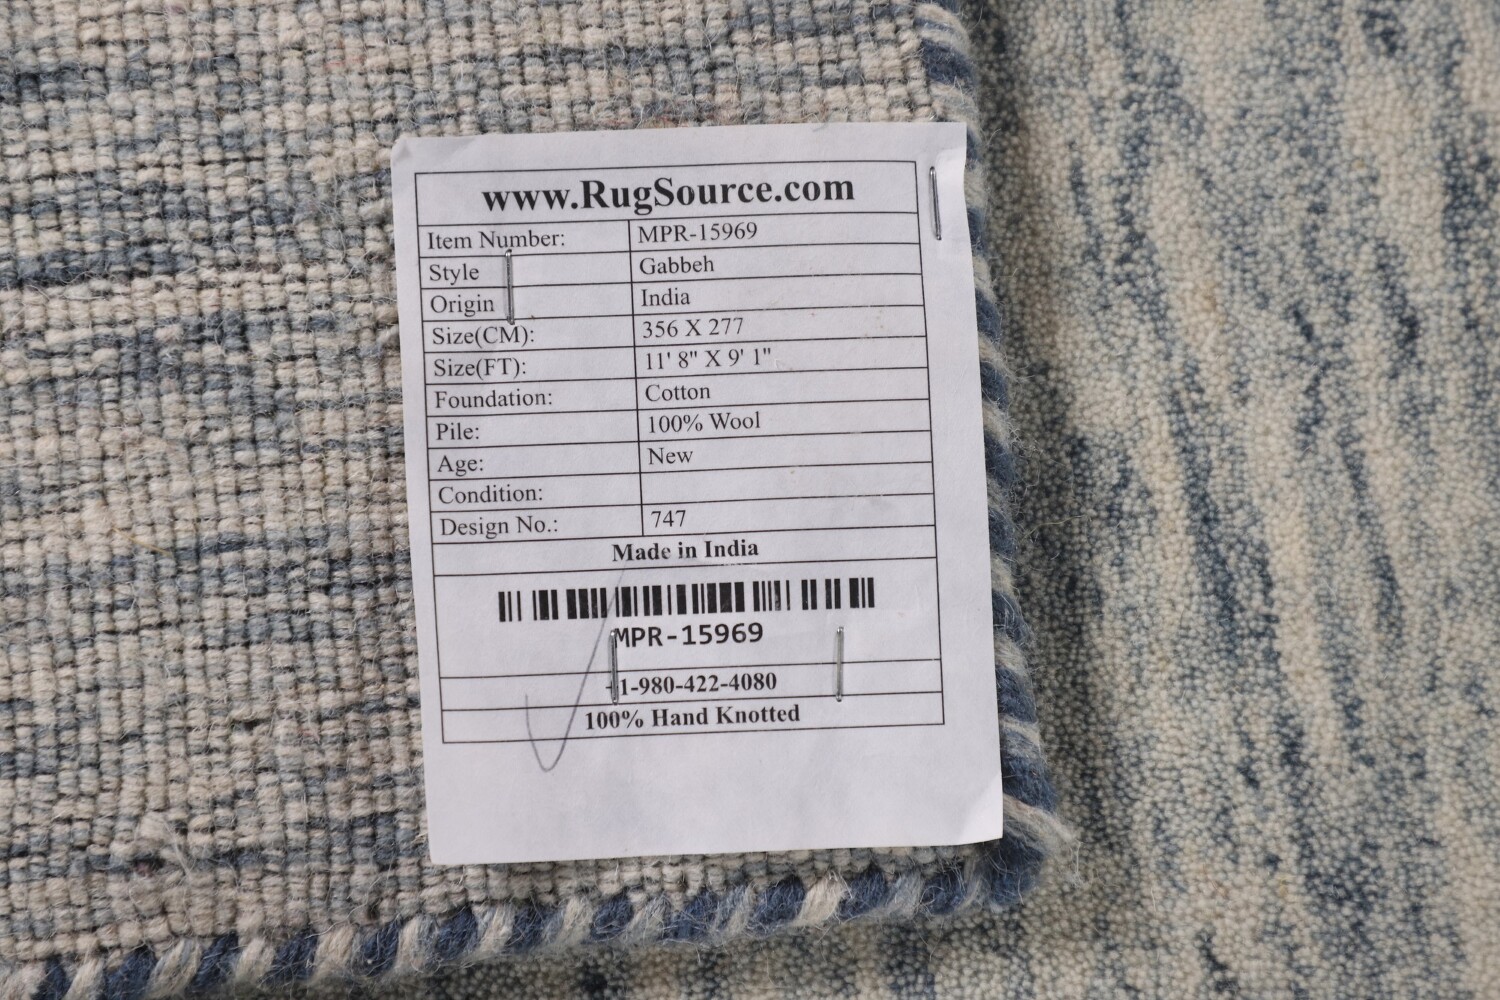 www.RugSource.com
Item Number: MPR-15969
Style Gabbeh
Origin India
Size(CM): 356 X 277
Size(FT): 11' 8" X 9' 1"
Foundation: Cotton
Pile: 100% Wool
Age: New
Condition:
Design No.: 747
Made in India
MPR-15969
+1-980-422-4080
100% Hand Knotted